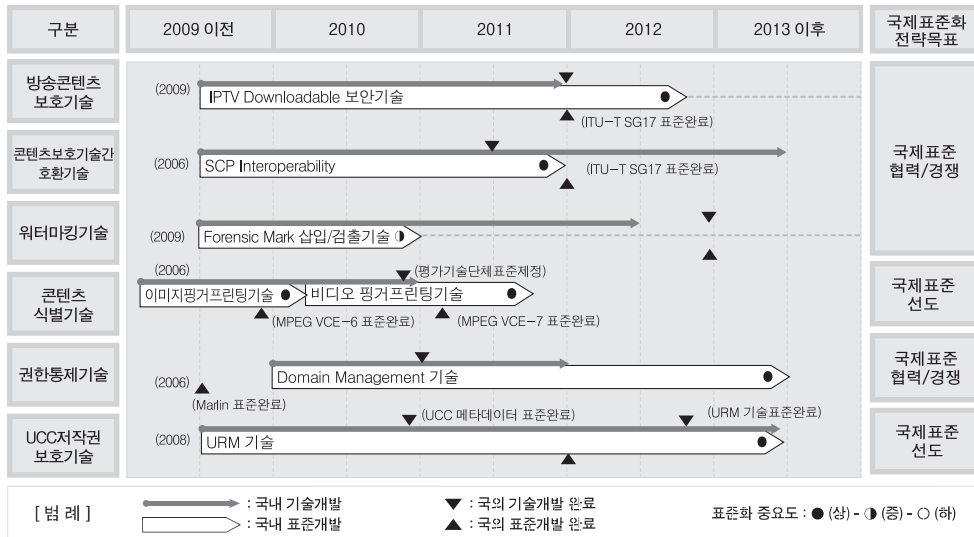 구분
2009 이전
2010
2011
2012
2013 이후
국제표준화
전략목표
방송콘텐츠
보호기술
(2009)
IPTV Downloadable 보안기술
(ITU-T SG17 표준완료)
콘텐츠보호기술간
호환기술
(2006)
SCP Interoperability
(ITU-T SG17 표준완료)
국제표준
협력/경쟁
워터마킹기술
(2009)
Forensic Mark 삽입/검출기술
콘텐츠
식별기술
(2006)
(평가기술단체표준제정)
이미지핑거프린팅기술
비디오 핑거프린팅기술
(MPEG VCE-6 표준완료)
(MPEG VCE-7 표준완료)
국제표준
선도
권한통제기술
(2006)
Domain Management 기술
(Marlin 표준완료)
국제표준
협력/경쟁
UCC저작권
보호기술
(2008)
(UCC 메타데이터 표준완료)
(URM 기술표준완료)
URM 기술
국제표준
선도
[ 범 례 ]
: 국내 기술개발
: 국내 표준개발
: 국외 기술개발 완료
: 국외 표준개발 완료
표준화 중요도 : ● (상) - ◑ (중) - ○ (하)